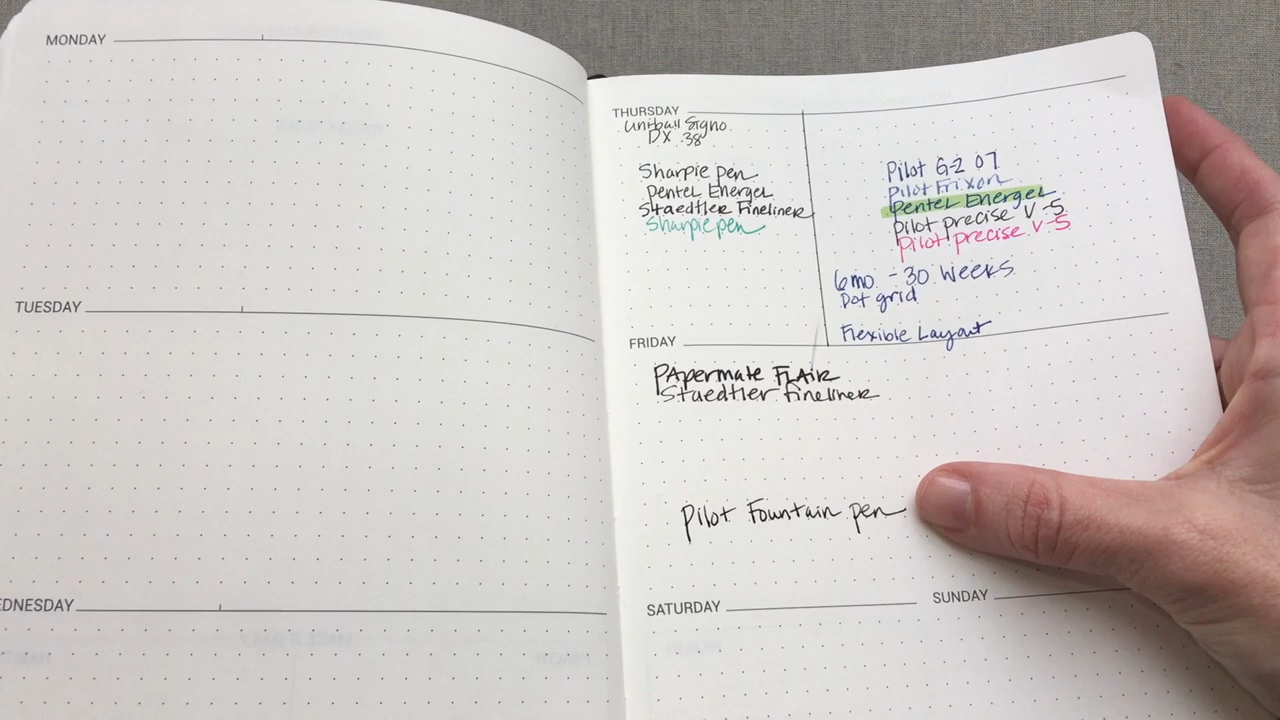 MONDAY
TUESDAY
EDNESDAY
THURSDAY
Uniball Signo
DX .38
Sharpie pen
Pentel Energel
Staedtler Fineliner
Sharpie pen
Pilot G-2 07
Pilot Frixon
Pentel Energel
Pilot precise V-5
Pilot precise V-5
6mo - 30 Weeks
Dot grid
Flexible Layout
FRIDAY
PApermate FLAIR
Staedtler Fineliner
Pilot Fountain pen
SATURDAY
SUNDAY